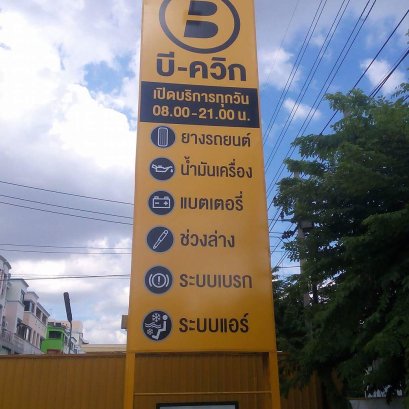 B
บี-ควิก
เปิดบริการทุกวัน
08.00-21.00 น.
ยางรถยนต์
น้ำมันเครื่อง
แบตเตอรี่
ช่วงล่าง
ระบบเบรก
ระบบแอร์